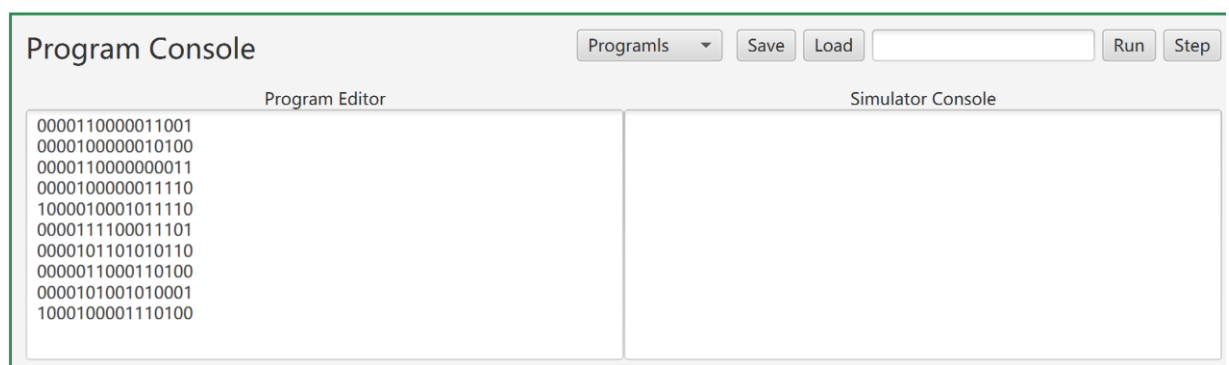 Program Console
Programls
Save
Load
Run
Step
Program Editor
Simulator Console
0000110000011001
0000100000010100
0000110000000011
0000100000011110
1000010001011110
0000111100011101
0000101101010110
0000011000110100
0000101001010001
1000100001110100